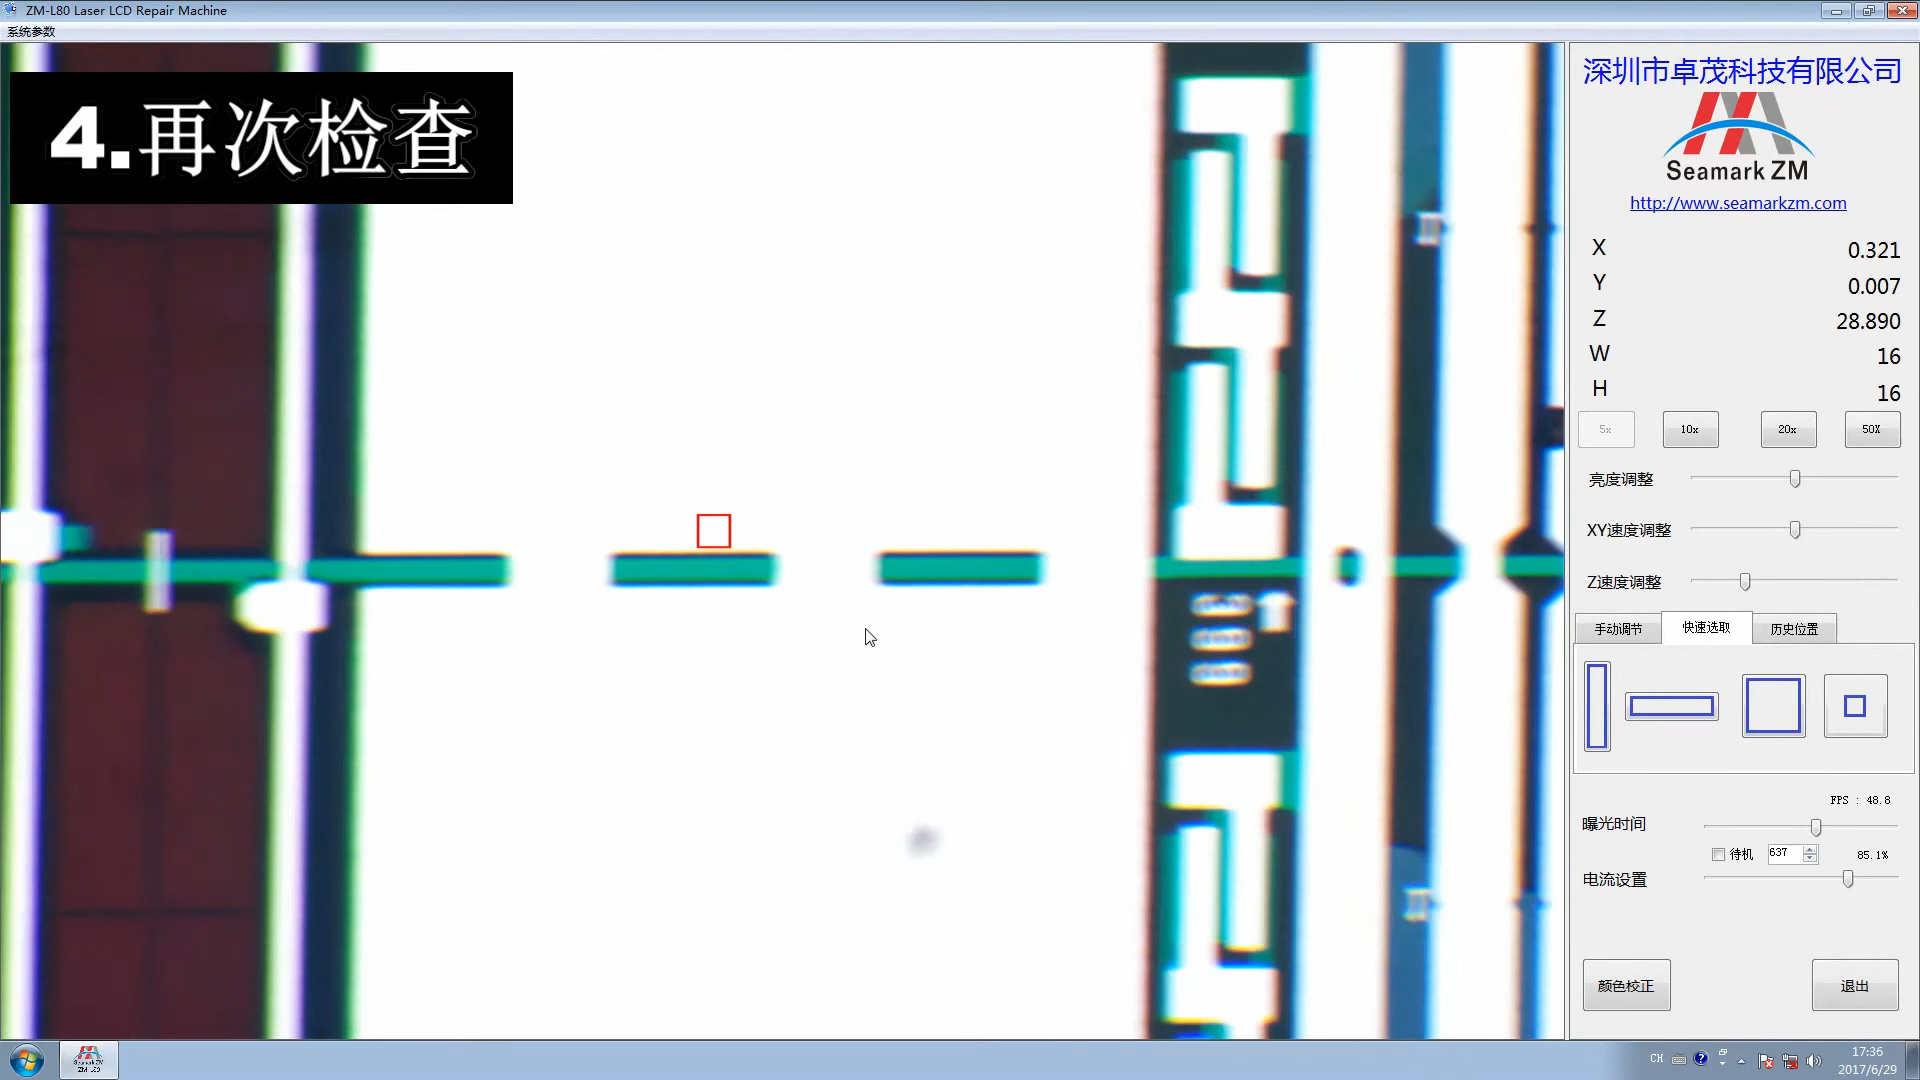 ZM-L80 Laser LCD Repair Machine
系统参数
4.再次检查
深圳市卓茂科技有限公司
Seamark ZM
http://www.seamarkzm.com
X 0.321
Y 0.007
Z 28.890
W 16
H 16
5x 10x 20x 50X
亮度调整
XY速度调整
Z速度调整
手动调节 快速选取 历史位置
FPS : 48.8
曝光时间
待机 637 85.1%
电流设置
颜色校正 退出
Seamark ZM
ZM L80
CH 17:36
2017/6/29